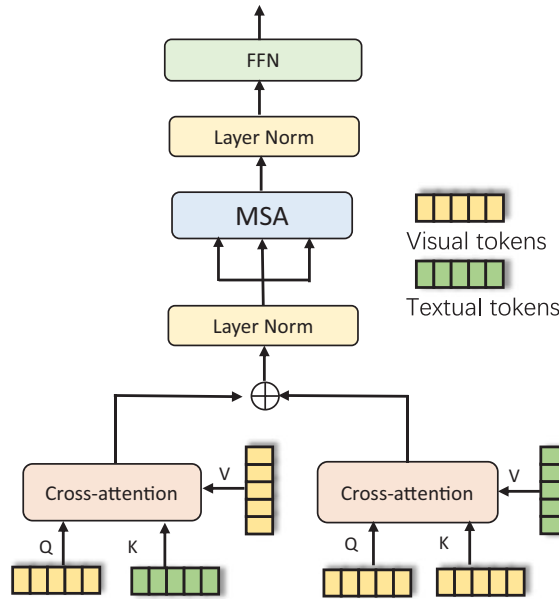 FFN
Layer Norm
MSA
Visual tokens
Textual tokens
Layer Norm
V
Cross-attention
Q
K
V
Cross-attention
Q
K